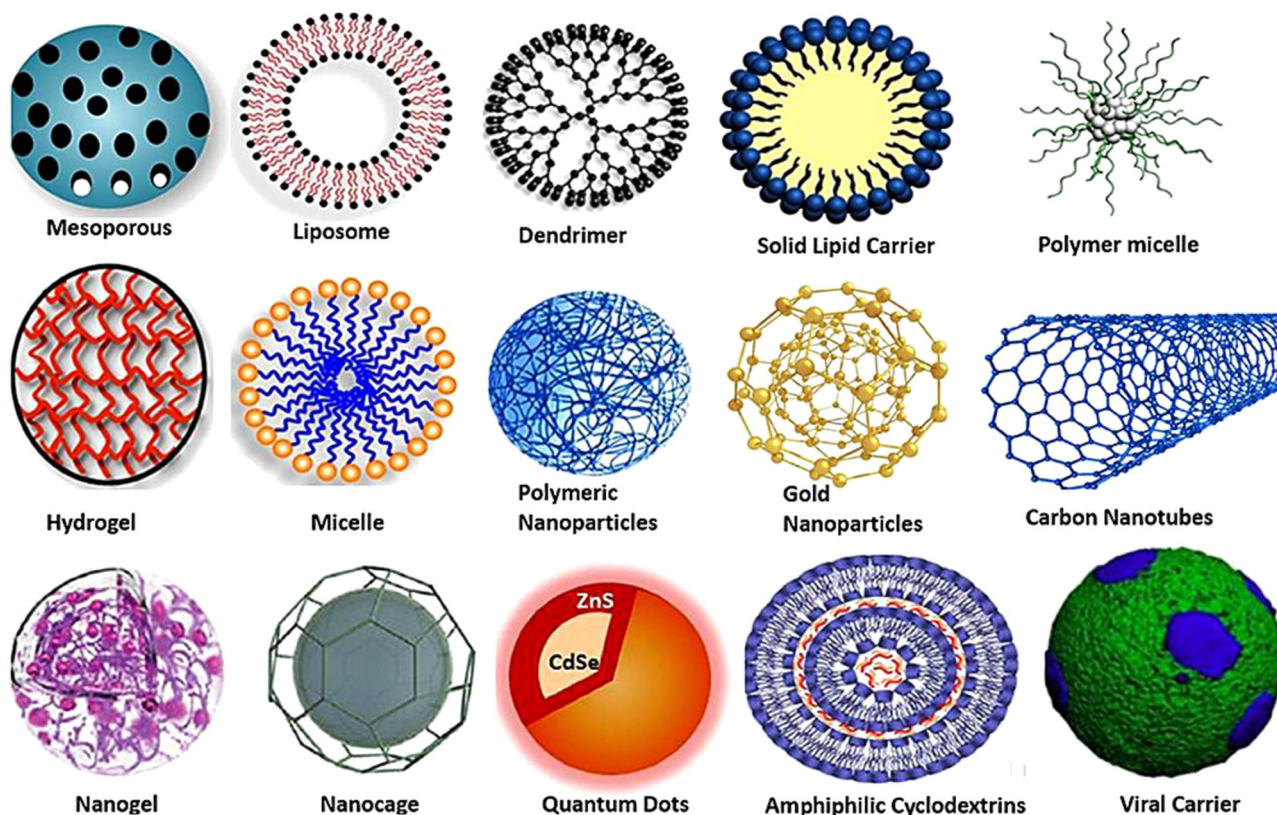 Mesoporous
Liposome
Dendrimer
Solid Lipid Carrier
Polymer micelle
Hydrogel
Micelle
Polymeric
Nanoparticles
Gold
Nanoparticles
Carbon Nanotubes
ZnS
CdSe
Nanogel
Nanocage
Quantum Dots
Amphiphilic Cyclodextrins
Viral Carrier